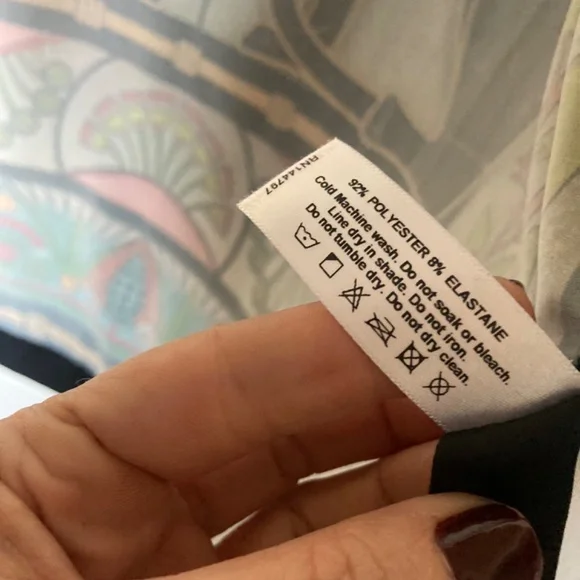 RN144797
92% POLYESTER 8% ELASTANE
Cold Machine wash. Do not soak or bleach.
Line dry in shade. Do not iron.
Do not tumble dry. Do not dry clean.